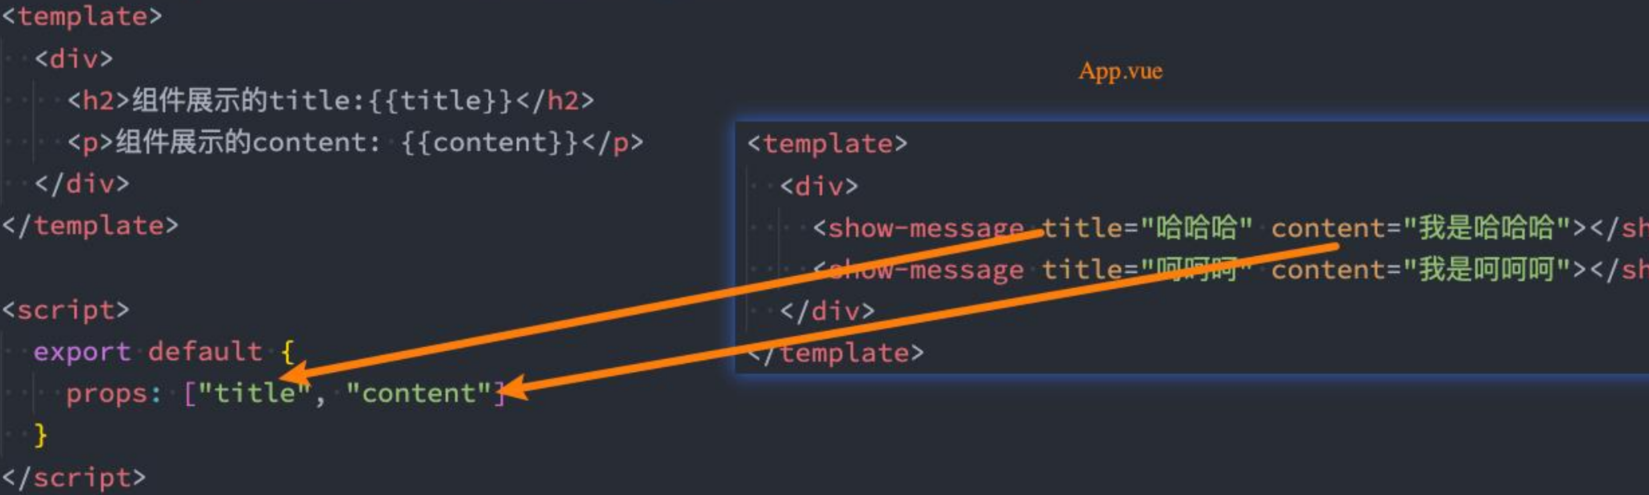 <template>
<div>
<h2>组件展示的title:{{title}}</h2>
<p>组件展示的content: {{content}}</p>
</div>
</template>
<script>
export default {
props: ["title", "content"]
}
</script>
App.vue
<template>
<div>
<show-message title="哈哈哈" content="我是哈哈哈"></sh
<show-message title="呵呵呵" content="我是呵呵呵"></sh
</div>
</template>